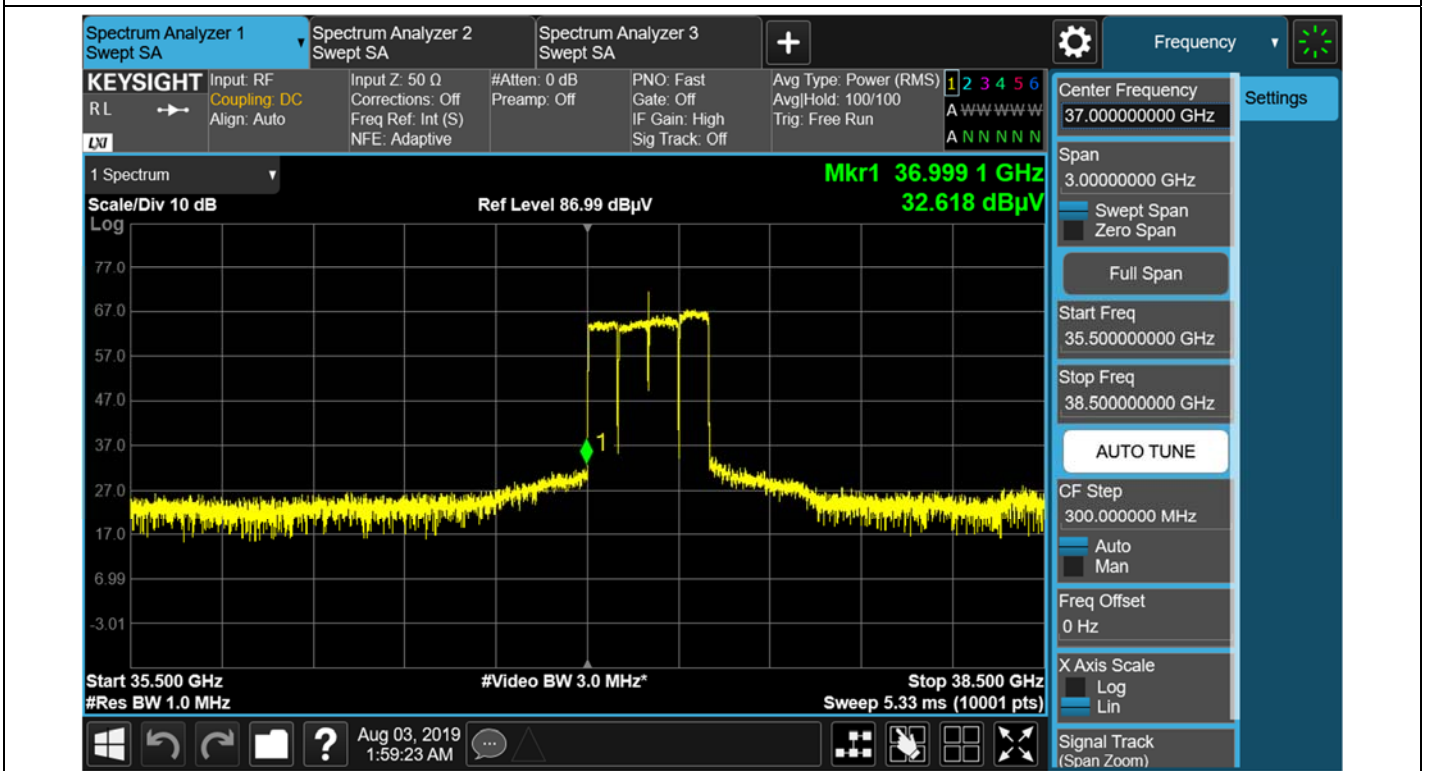 Spectrum Analyzer 1
Swept SA
Spectrum Analyzer 2
Swept SA
Spectrum Analyzer 3
Swept SA
Frequency
KEYSIGHT
R L
LXI
Input: RF
Coupling: DC
Align: Auto
Input Z: 50 Ω
Corrections: Off
Freq Ref: Int (S)
NFE: Adaptive
#Atten: 0 dB
Preamp: Off
PNO: Fast
Gate: Off
IF Gain: High
Sig Track: Off
Avg Type: Power (RMS)
Avg|Hold: 100/100
Trig: Free Run
1 2 3 4 5 6
A W W W W W
A N N N N N
1 Spectrum
Mkr1 36.999 1 GHz
32.618 dBµV
Scale/Div 10 dB
Ref Level 86.99 dBµV
Log
77.0
67.0
57.0
47.0
37.0
27.0
17.0
6.99
-3.01
1
Start 35.500 GHz
#Video BW 3.0 MHz*
Stop 38.500 GHz
#Res BW 1.0 MHz
Sweep 5.33 ms (10001 pts)
Center Frequency
37.000000000 GHz
Settings
Span
3.00000000 GHz
Swept Span
Zero Span
Full Span
Start Freq
35.500000000 GHz
Stop Freq
38.500000000 GHz
AUTO TUNE
CF Step
300.000000 MHz
Auto
Man
Freq Offset
0 Hz
X Axis Scale
Log
Lin
Signal Track
(Span Zoom)
?
Aug 03, 2019
1:59:23 AM